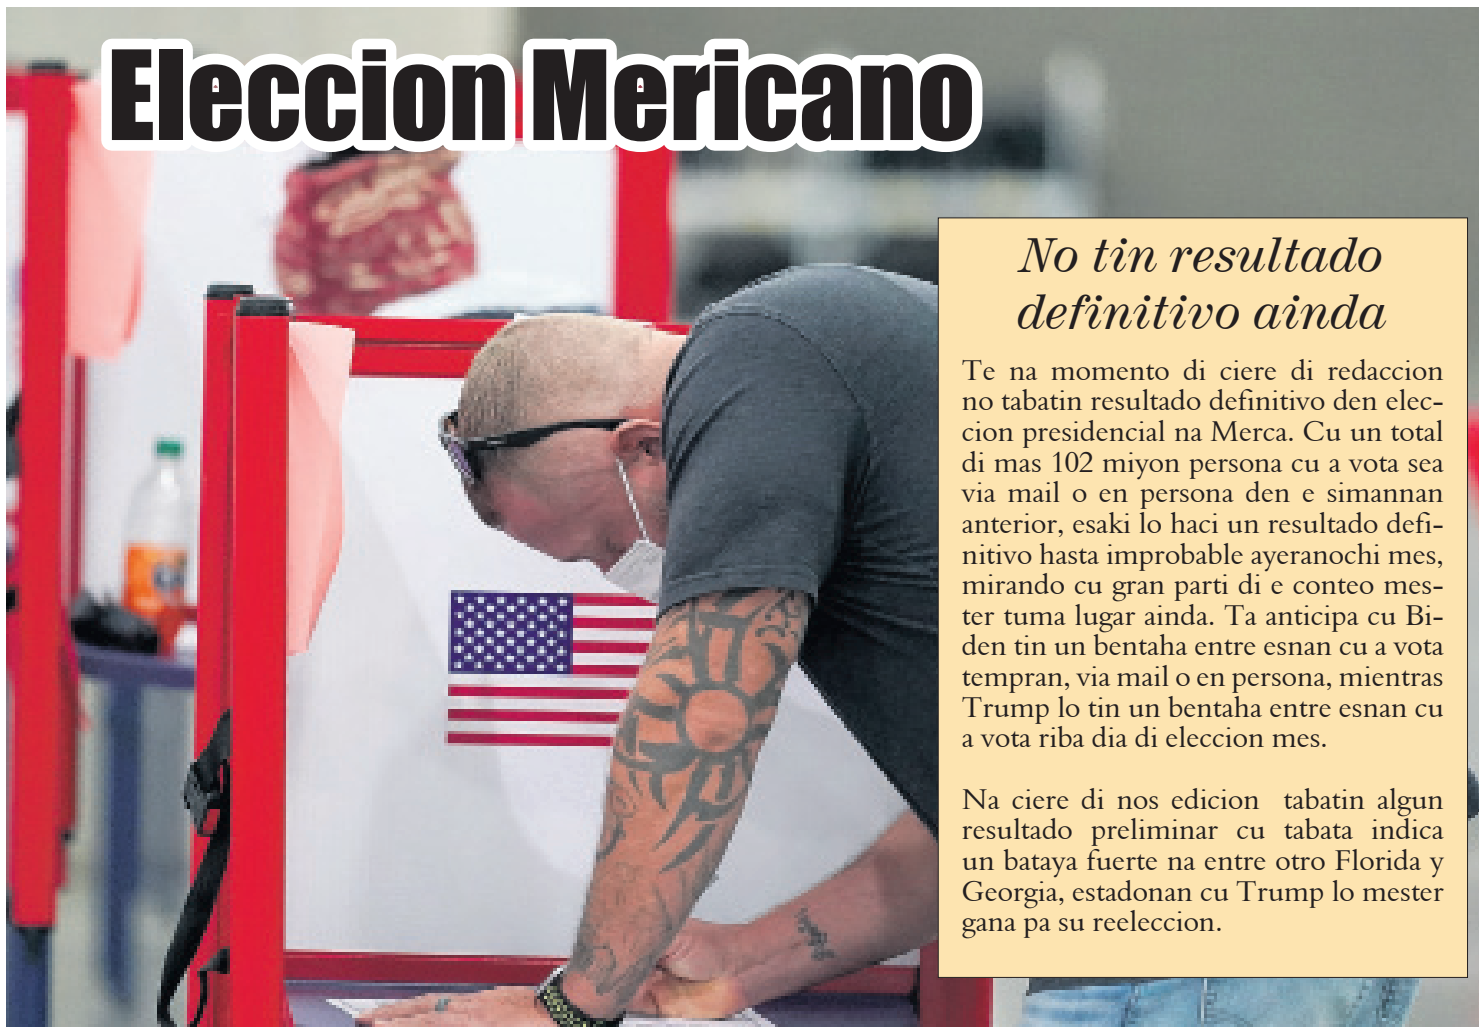 Eleccion Mericano
No tin resultado
definitivo ainda
Te na momento di ciere di redaccion
no tabatin resultado definitivo den elec-
cion presidencial na Merca. Cu un total
di mas 102 miyon persona cu a vota sea
via mail o en persona den e simannan
anterior, esaki lo haci un resultado defi-
nitivo hasta improbable ayeranochi mes,
mirando cu gran parti di e conteo mes-
ter tuma lugar ainda. Ta anticipa cu Bi-
den tin un bentaha entre esnan cu a vota
tempran, via mail o en persona, mientras
Trump lo tin un bentaha entre esnan cu
a vota riba dia di eleccion mes.
Na ciere di nos edicion tabatin algun
resultado preliminar cu tabata indica
un bataya fuerte na entre otro Florida y
Georgia, estadonan cu Trump lo mester
gana pa su reeleccion.